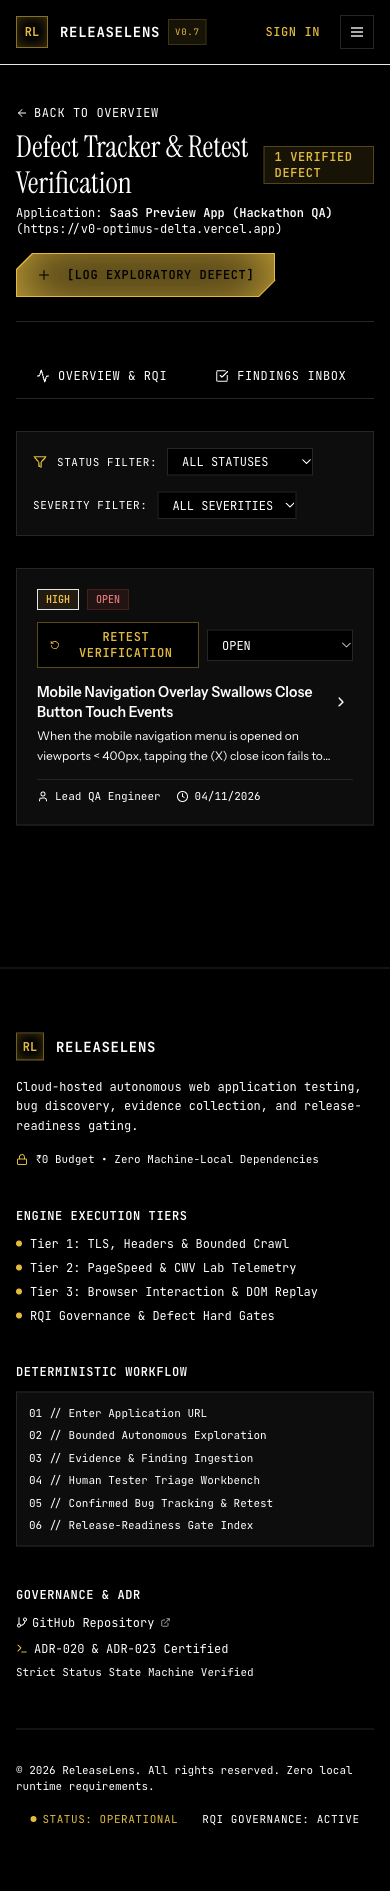 RL RELEASELENS V0.7 SIGN IN
BACK TO OVERVIEW
Defect Tracker & Retest
Verification
1 VERIFIED
DEFECT
Application: SaaS Preview App (Hackathon QA)
(https://v0-optimus-delta.vercel.app)
[LOG EXPLORATORY DEFECT]
OVERVIEW & RQI FINDINGS INBOX
STATUS FILTER: ALL STATUSES
SEVERITY FILTER: ALL SEVERITIES
HIGH OPEN
RETEST
VERIFICATION
OPEN
Mobile Navigation Overlay Swallows Close
Button Touch Events
When the mobile navigation menu is opened on
viewports < 400px, tapping the (X) close icon fails to…
Lead QA Engineer 04/11/2026
RL RELEASELENS
Cloud-hosted autonomous web application testing,
bug discovery, evidence collection, and release-
readiness gating.
₹0 Budget • Zero Machine-Local Dependencies
ENGINE EXECUTION TIERS
Tier 1: TLS, Headers & Bounded Crawl
Tier 2: PageSpeed & CWV Lab Telemetry
Tier 3: Browser Interaction & DOM Replay
RQI Governance & Defect Hard Gates
DETERMINISTIC WORKFLOW
01 // Enter Application URL
02 // Bounded Autonomous Exploration
03 // Evidence & Finding Ingestion
04 // Human Tester Triage Workbench
05 // Confirmed Bug Tracking & Retest
06 // Release-Readiness Gate Index
GOVERNANCE & ADR
GitHub Repository
ADR-020 & ADR-023 Certified
Strict Status State Machine Verified
© 2026 ReleaseLens. All rights reserved. Zero local
runtime requirements.
STATUS: OPERATIONAL RQI GOVERNANCE: ACTIVE